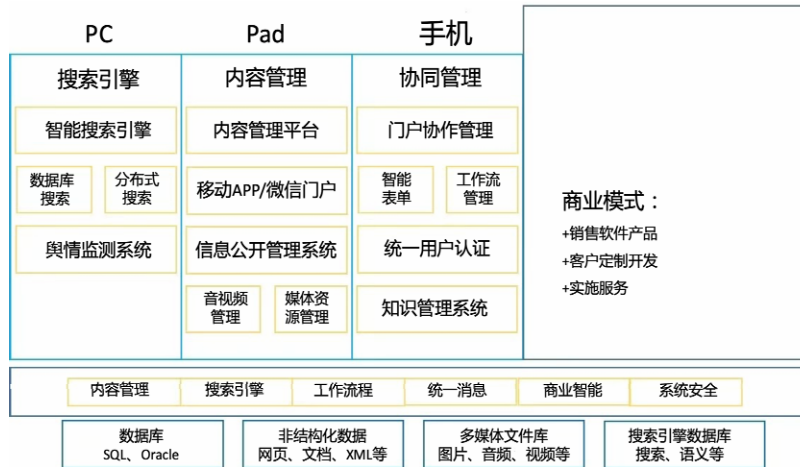 PC
Pad
手机
搜索引擎
智能搜索引擎
数据库
搜索
分布式
搜索
舆情监测系统
内容管理
内容管理平台
移动APP/微信门户
信息公开管理系统
音视频
管理
媒体资
源管理
协同管理
门户协作管理
智能
表单
工作流
管理
统一用户认证
知识管理系统
商业模式：
+销售软件产品
+客户定制开发
+实施服务
内容管理
搜索引擎
工作流程
统一消息
商业智能
系统安全
数据库
SQL、Oracle
非结构化数据
网页、文档、XML等
多媒体文件库
图片、音频、视频等
搜索引擎数据库
搜索、语义等